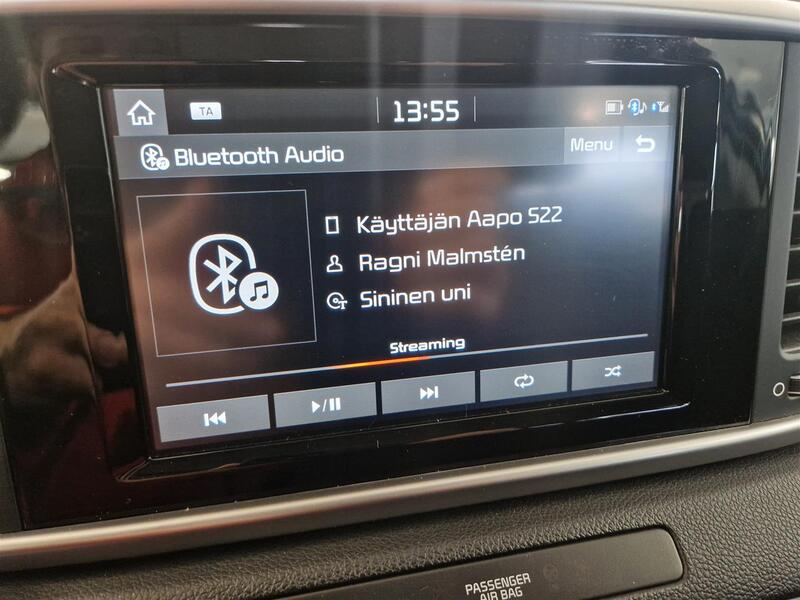 TA
13:55
Bluetooth Audio
Menu
Käyttäjän Aapo S22
Ragni Malmstén
Sininen uni
Streaming
PASSENGER
AIR BAG